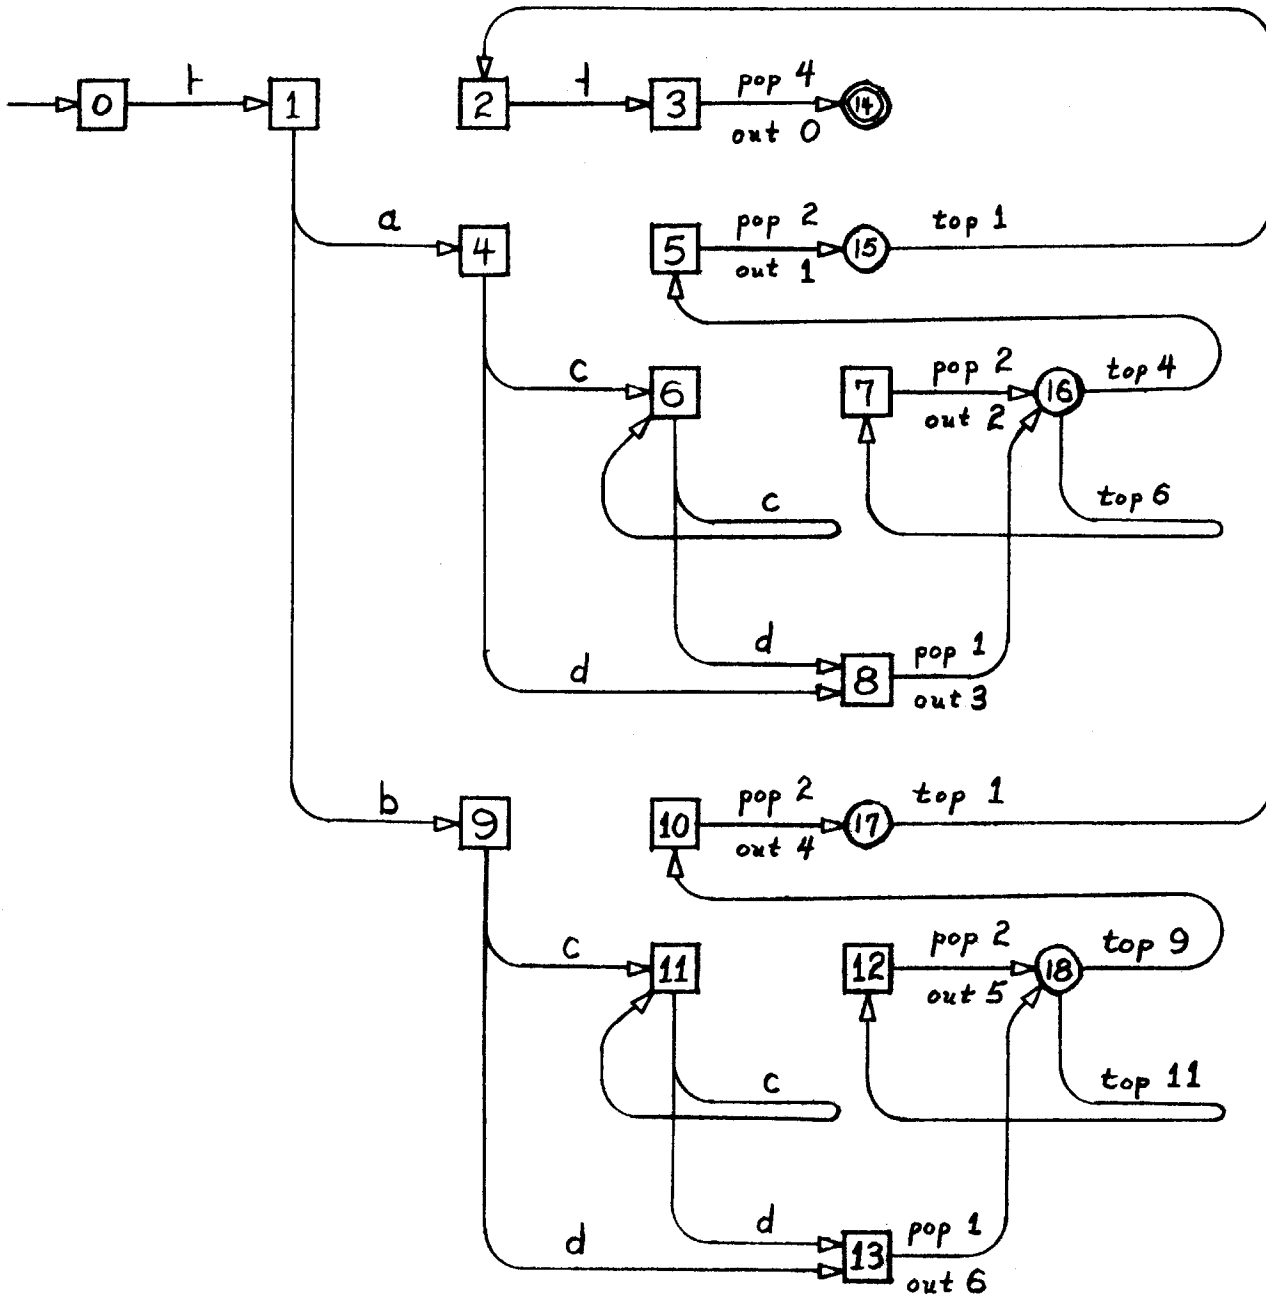 ⊢ ⊣ pop 4
0 1 2 3 14
out 0
a pop 2 top 1
4 5 15
out 1
c pop 2 top 4
6 7 16
out 2
c top 6
d pop 1
d 8 out 3
b pop 2 top 1
9 10 17
out 4
c pop 2 top 9
11 12 18
out 5
c top 11
d pop 1
d 13
out 6